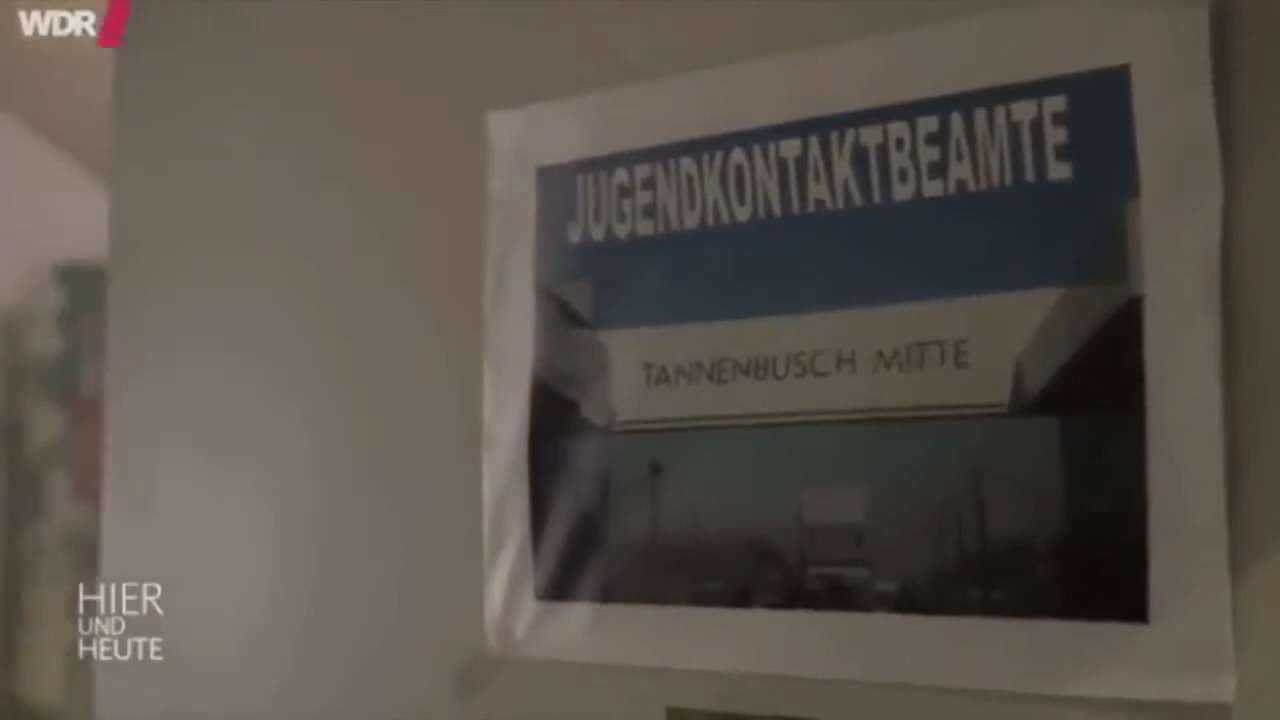 WDR
JUGENDKONTAKTBEAMTE
TANNENBUSCH-MITTE
HIER
UND
HEUTE